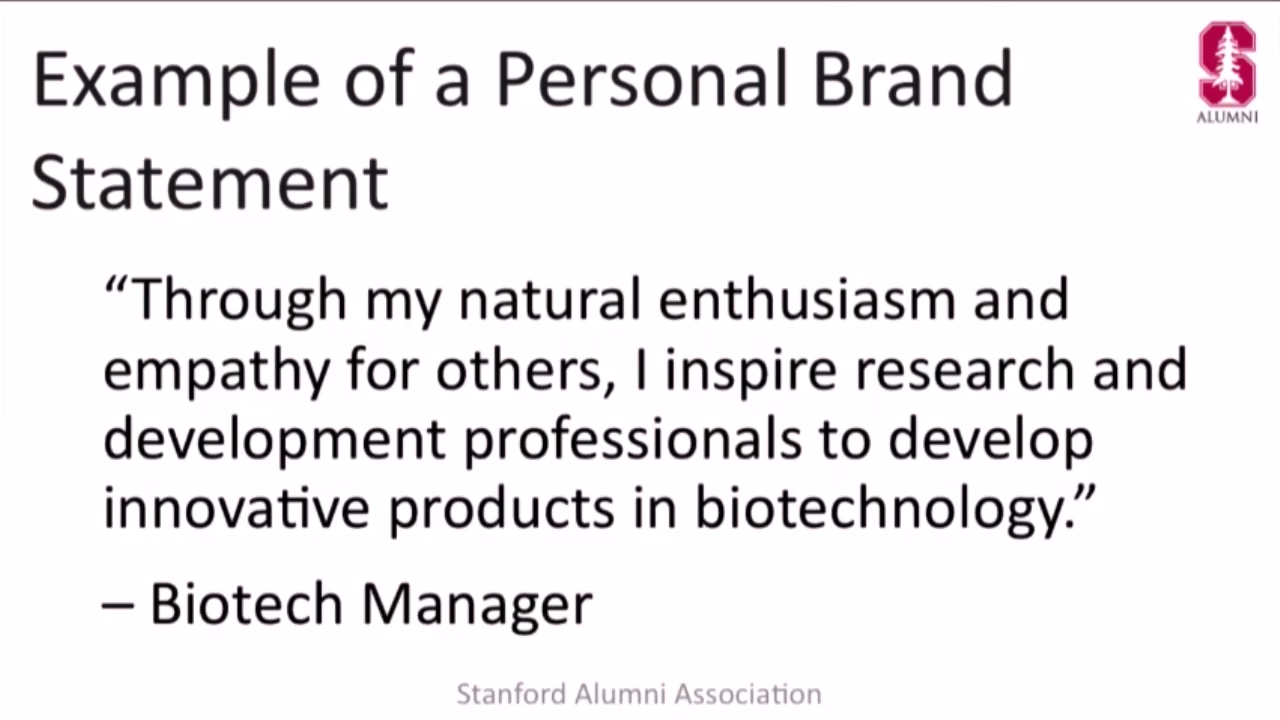 Example of a Personal Brand
Statement
ALUMNI
“Through my natural enthusiasm and
empathy for others, I inspire research and
development professionals to develop
innovative products in biotechnology.”
– Biotech Manager
Stanford Alumni Association